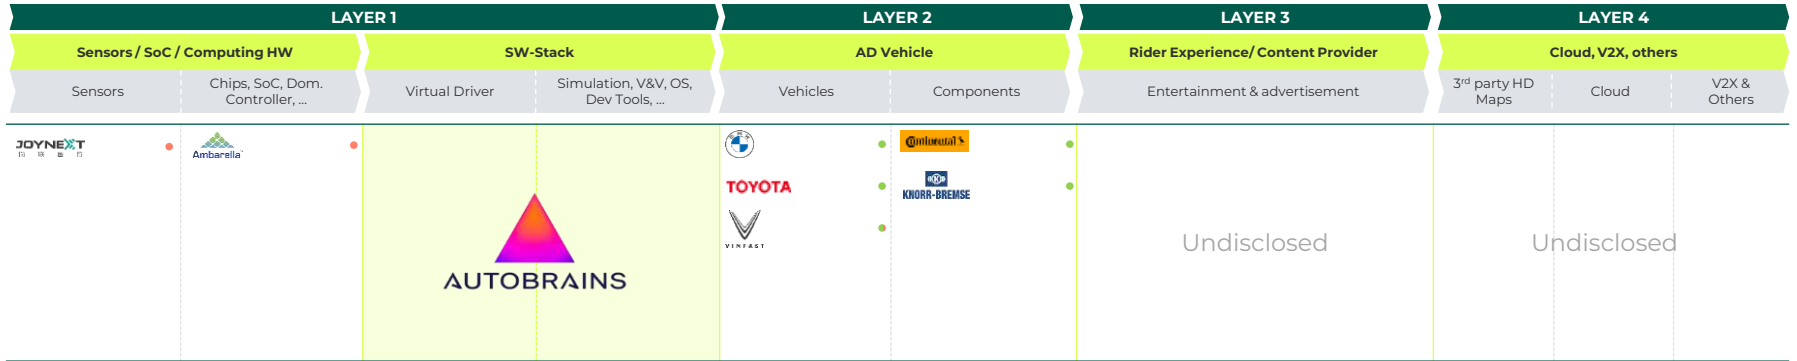 LAYER 1
LAYER 2
LAYER 3
LAYER 4
Sensors / SoC / Computing HW
SW-Stack
AD Vehicle
Rider Experience/ Content Provider
Cloud, V2X, others
Sensors
Chips, SoC, Dom.
Controller, ...
Virtual Driver
Simulation, V&V, OS,
Dev Tools, ...
Vehicles
Components
Entertainment & advertisement
3rd party HD
Maps
Cloud
V2X &
Others
JOYNEXT
Ambarella
AUTOBRAINS
BMW
TOYOTA
VINFAST
Continental
KNORR-BREMSE
Undisclosed
Undisclosed